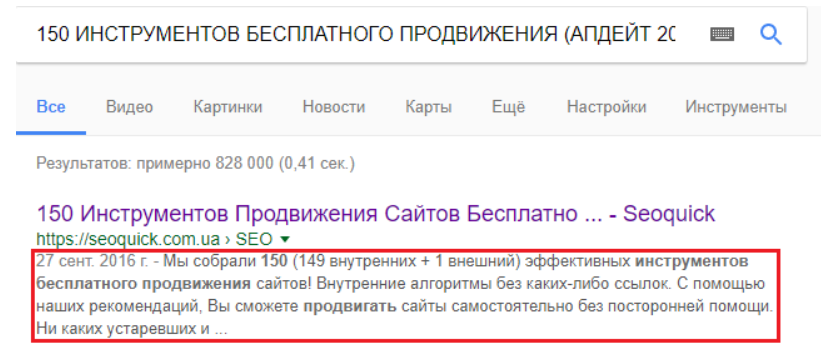 150 ИНСТРУМЕНТОВ БЕСПЛАТНОГО ПРОДВИЖЕНИЯ (АПДЕЙТ 20
Все Видео Картинки Новости Карты Ещё Настройки Инструменты
Результатов: примерно 828 000 (0,41 сек.)
150 Инструментов Продвижения Сайтов Бесплатно ... - Seoquick
https://seoquick.com.ua › SEO ▼
27 сент. 2016 г. - Мы собрали 150 (149 внутренних + 1 внешний) эффективных инструментов
бесплатного продвижения сайтов! Внутренние алгоритмы без каких-либо ссылок. С помощью
наших рекомендаций, Вы сможете продвигать сайты самостоятельно без посторонней помощи.
Ни каких устаревших и ...